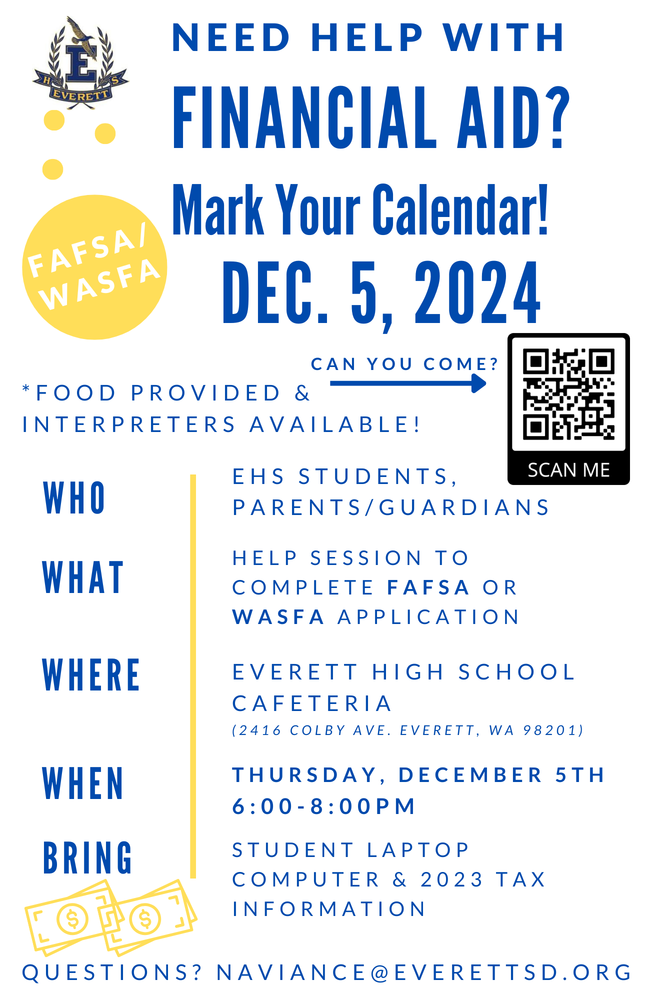 E
H S
EVERETT
NEED HELP WITH
FINANCIAL AID?
Mark Your Calendar!
DEC. 5, 2024
FAFSA/
WASFA
CAN YOU COME?
*FOOD PROVIDED &
INTERPRETERS AVAILABLE!
SCAN ME
WHO
EHS STUDENTS,
PARENTS/GUARDIANS
WHAT
HELP SESSION TO
COMPLETE FAFSA OR
WASFA APPLICATION
WHERE
EVERETT HIGH SCHOOL
CAFETERIA
(2416 COLBY AVE. EVERETT, WA 98201)
WHEN
THURSDAY, DECEMBER 5TH
6:00-8:00PM
BRING
STUDENT LAPTOP
COMPUTER & 2023 TAX
INFORMATION
$ $
QUESTIONS? NAVIANCE@EVERETTSD.ORG